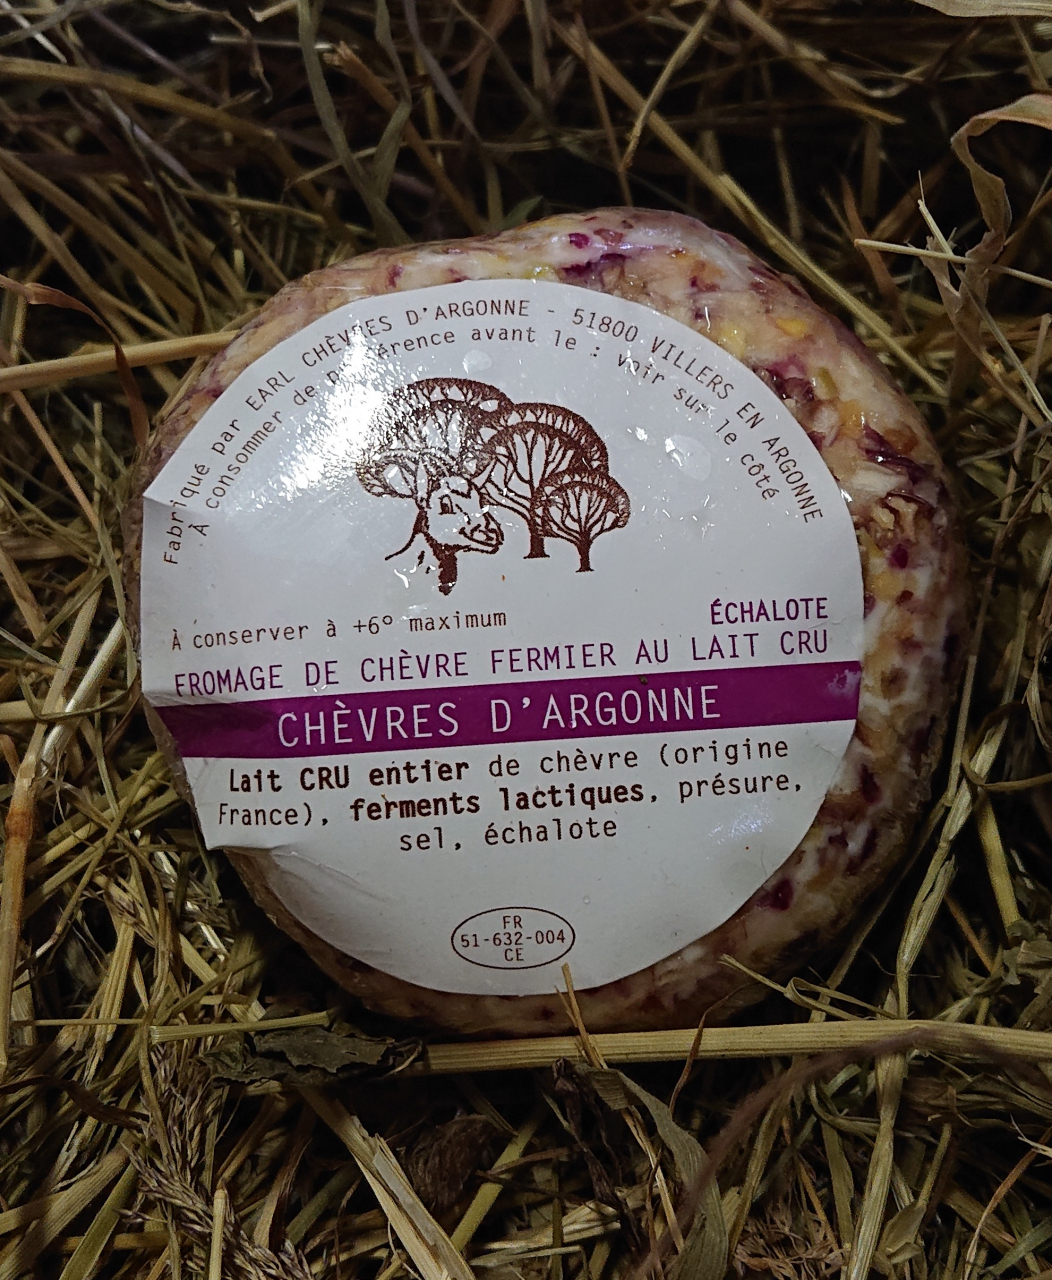 Fabriqué par EARL CHÈVRES D'ARGONNE - 51800 VILLERS EN ARGONNE
À consommer de préférence avant le : Voir sur le côté
À conserver à +6° maximum
ÉCHALOTE
FROMAGE DE CHÈVRE FERMIER AU LAIT CRU
CHÈVRES D'ARGONNE
Lait CRU entier de chèvre (origine
France), ferments lactiques, présure,
sel, échalote
FR
51-632-004
CE